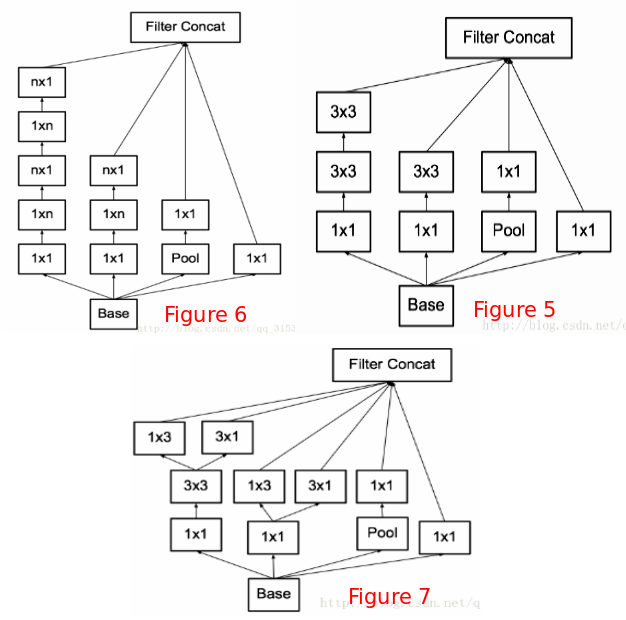 Filter Concat
nx1
1xn
nx1
nx1
1xn
1xn
1x1
1x1
1x1
Pool
1x1
Base
Figure 6
http://blog.csdn.net/qq_3153
Filter Concat
3x3
3x3
3x3
1x1
1x1
1x1
Pool
1x1
Base
Figure 5
http://blog.csdn.net/q
Filter Concat
1x3
3x1
3x3
1x3
3x1
1x1
1x1
1x1
Pool
1x1
Base
Figure 7
http://blog.csdn.net/q